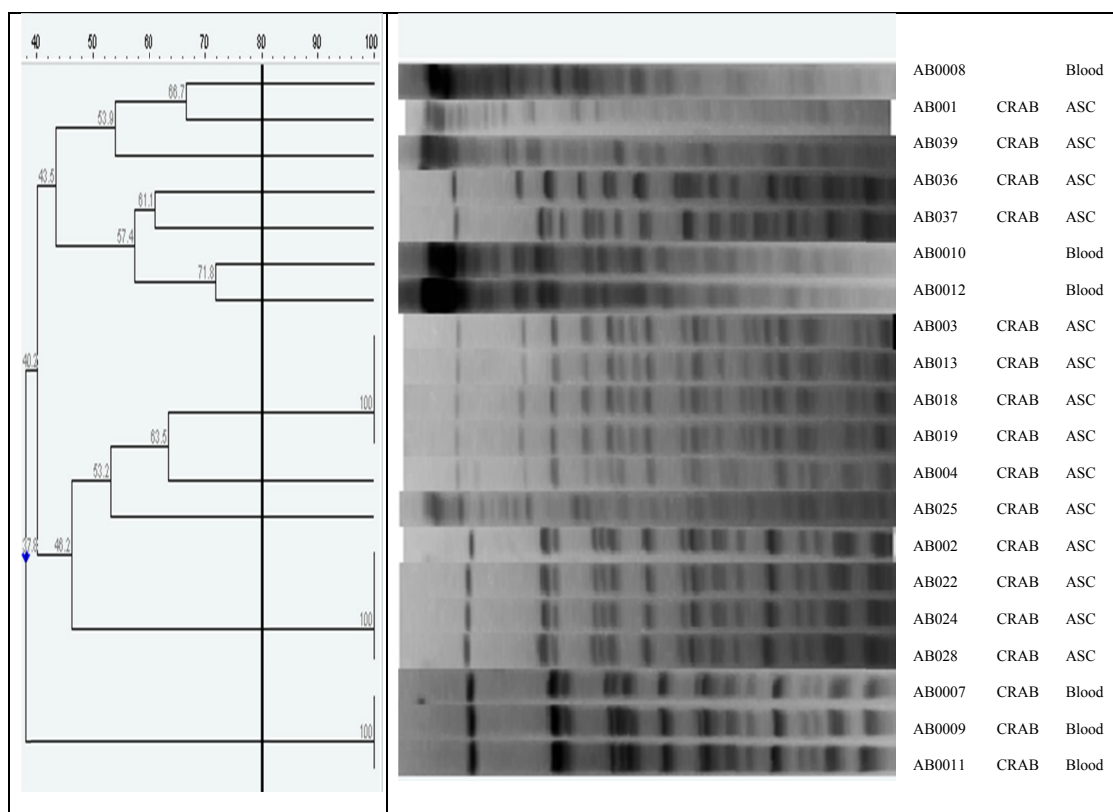 40 50 60 70 80 90 100
66.7
53.9
43.5
61.1
57.4
71.8
40.2
100
63.5
53.2
37.8
46.2
100
100
AB0008 Blood
AB001 CRAB ASC
AB039 CRAB ASC
AB036 CRAB ASC
AB037 CRAB ASC
AB0010 Blood
AB0012 Blood
AB003 CRAB ASC
AB013 CRAB ASC
AB018 CRAB ASC
AB019 CRAB ASC
AB004 CRAB ASC
AB025 CRAB ASC
AB002 CRAB ASC
AB022 CRAB ASC
AB024 CRAB ASC
AB028 CRAB ASC
AB0007 CRAB Blood
AB0009 CRAB Blood
AB0011 CRAB Blood